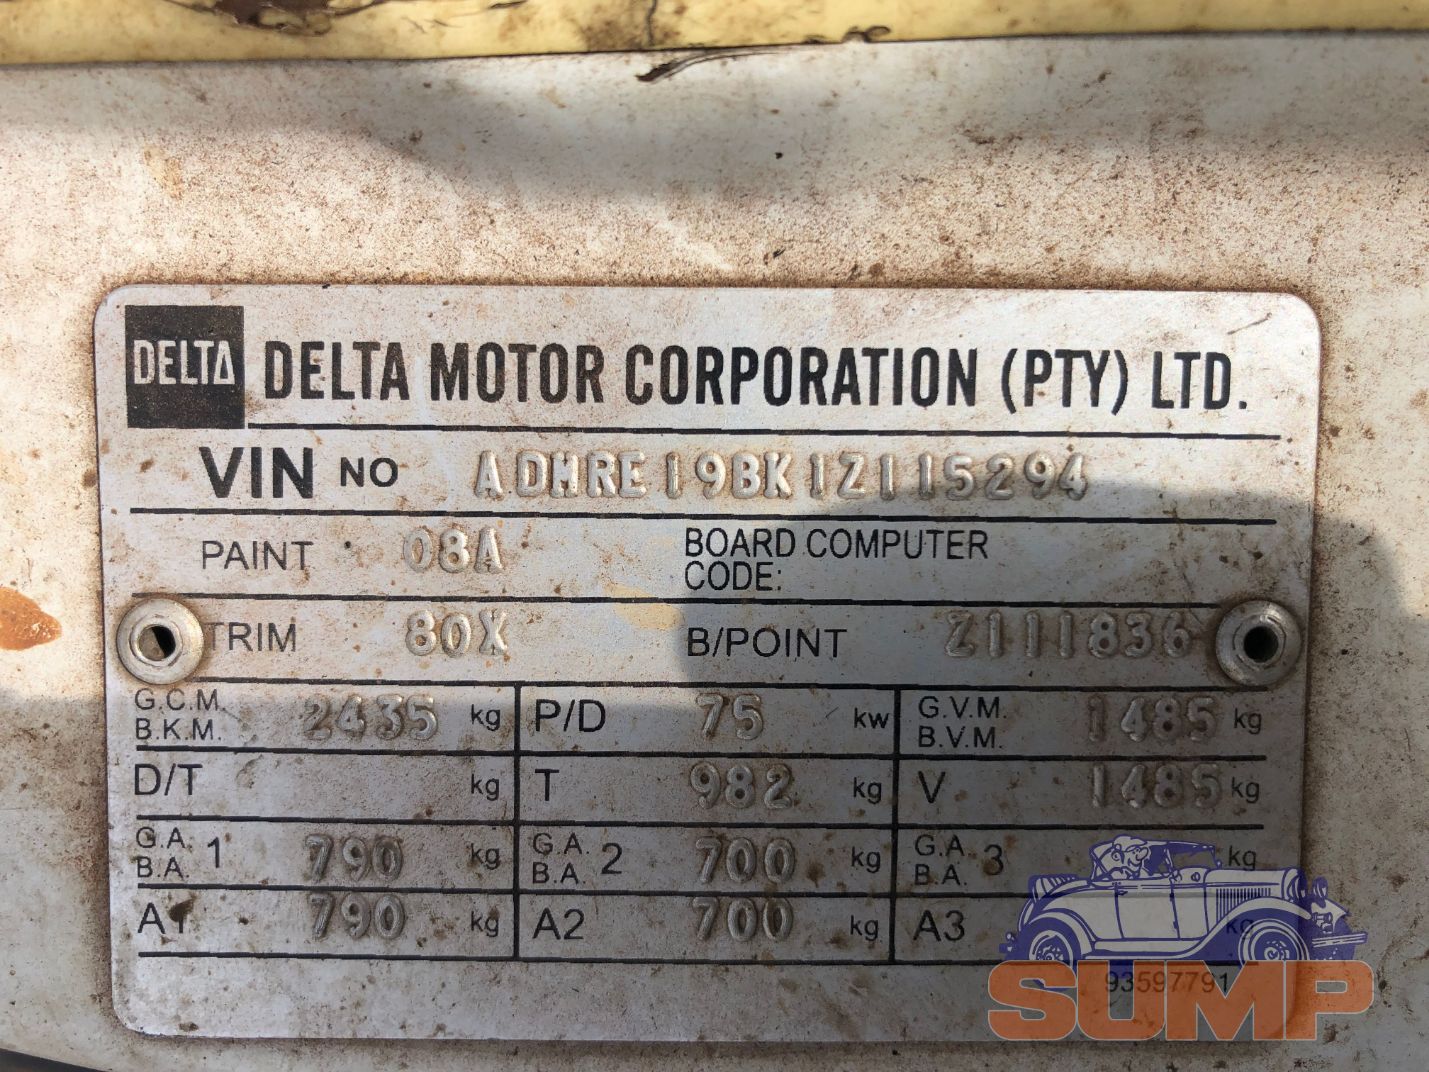 DELTA DELTA MOTOR CORPORATION (PTY) LTD.
VIN NO ADMRE19BK1Z115294
PAINT 08A BOARD COMPUTER
CODE:
TRIM 80X B/POINT Z111836
G.C.M. 2435 kg P/D 75 kw G.V.M. 1485 kg
B.K.M. B.V.M.
D/T kg T 982 kg V 1485 kg
G.A. 1 790 kg G.A. 2 700 kg G.A. 3 kg
B.A. B.A. B.A.
A1 790 kg A2 700 kg A3 kg
93597791
SUMP